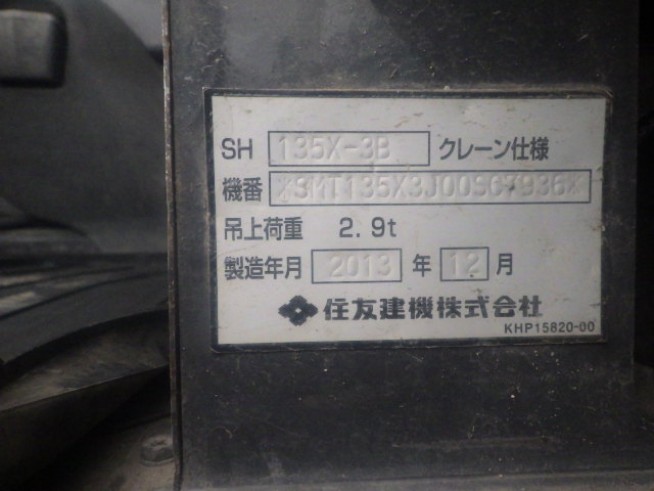 SH 135X-3B クレーン仕様
機番 *SMT135X3J00SC7936*
吊上荷重 2.9t
製造年月 2013 年 12 月
住友建機株式会社
KHP15820-00